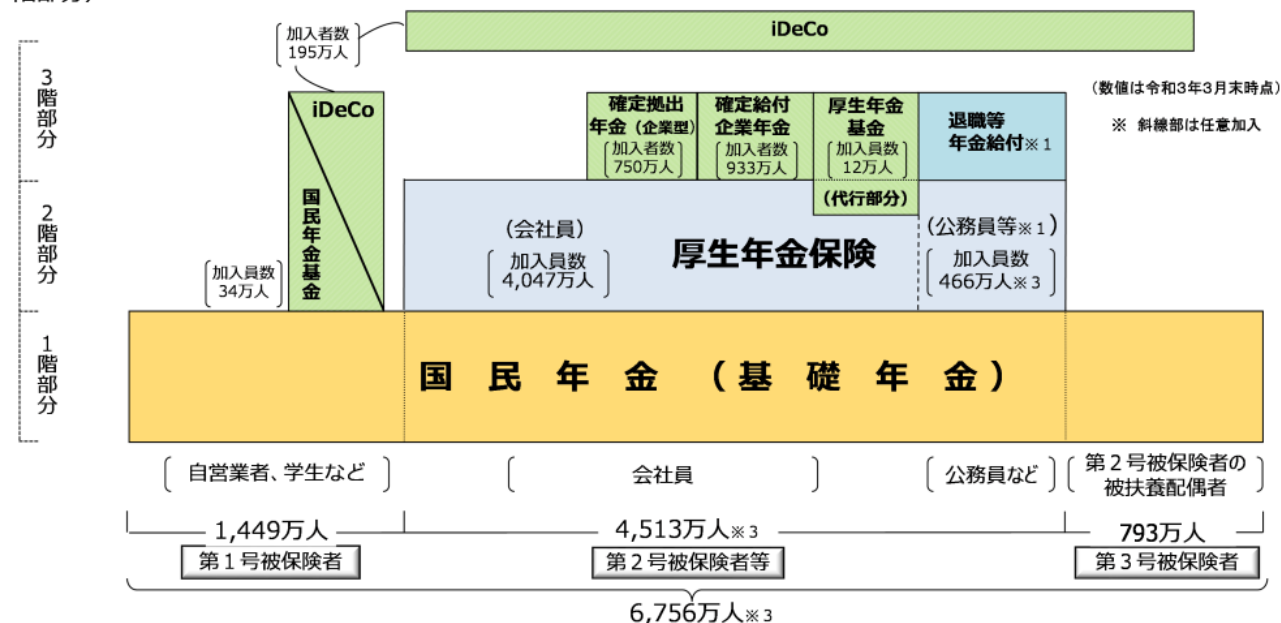 加入者数
195万人
iDeCo
3階部分
2階部分
1階部分
(数値は令和3年3月末時点)
※ 斜線部は任意加入
iDeCo
国民年金基金
加入員数
34万人
確定拠出
年金(企業型)
加入者数
750万人
確定給付
企業年金
加入者数
933万人
厚生年金
基金
加入員数
12万人
(代行部分)
退職等
年金給付※1
(会社員)
加入員数
4,047万人
厚生年金保険
(公務員等※1)
加入員数
466万人※3
国民年金(基礎年金)
自営業者、学生など
会社員
公務員など
第2号被保険者の
被扶養配偶者
1,449万人
4,513万人※3
793万人
第1号被保険者
第2号被保険者等
第3号被保険者
6,756万人※3